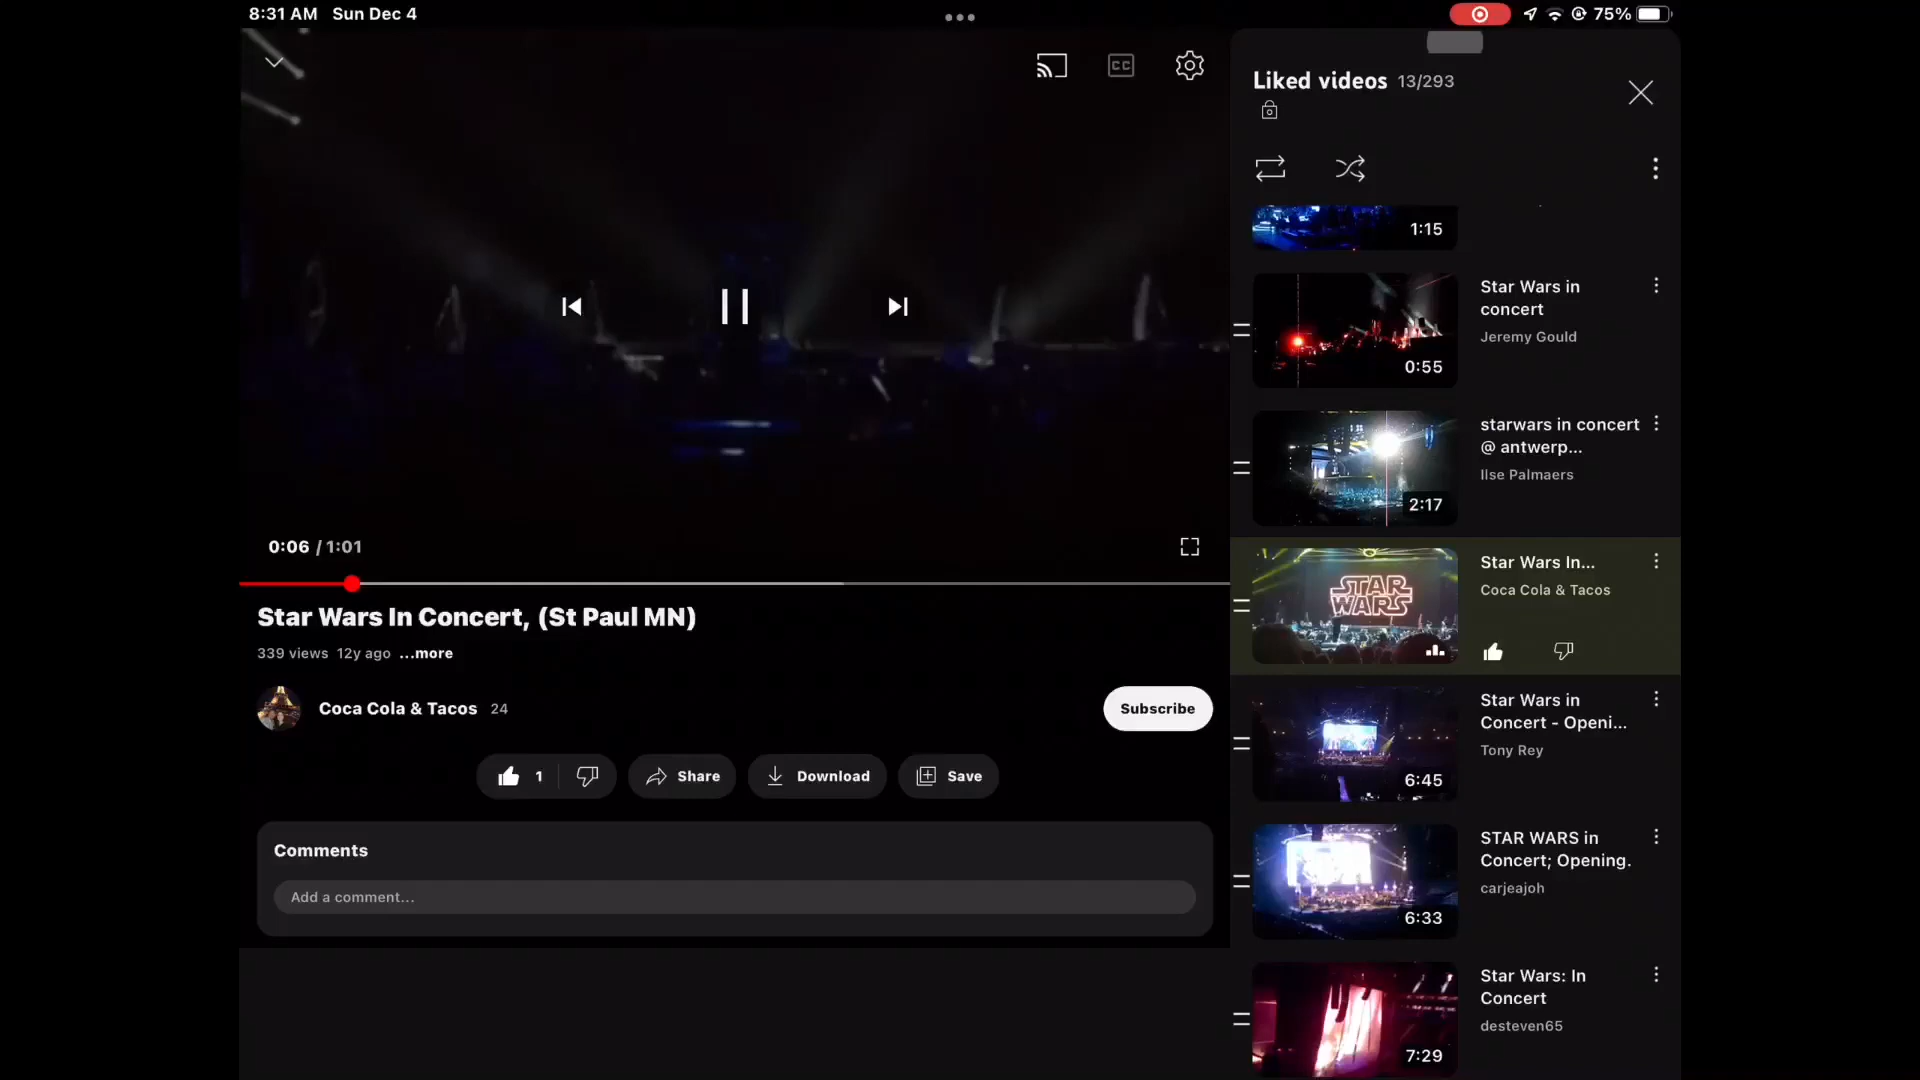 8:31 AM Sun Dec 4
75%
CC
0:06 / 1:01
Star Wars In Concert, (St Paul MN)
339 views 12y ago ...more
Coca Cola & Tacos 24
Subscribe
1
Share
Download
Save
Comments
Add a comment...
Liked videos 13/293
1:15
Star Wars in
concert
Jeremy Gould
0:55
starwars in concert
@ antwerp...
Ilse Palmaers
2:17
STAR
WARS
Star Wars In...
Coca Cola & Tacos
Star Wars in
Concert - Openi...
Tony Rey
6:45
STAR WARS in
Concert; Opening.
carjeajoh
6:33
Star Wars: In
Concert
desteven65
7:29